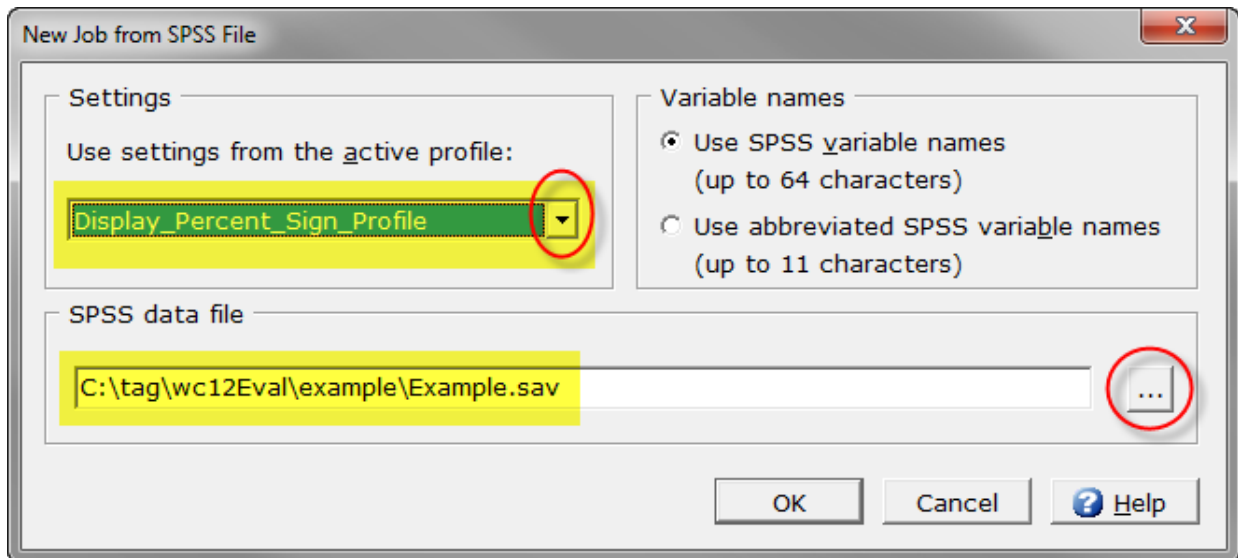 New Job from SPSS File
X
Settings
Use settings from the active profile:
Display_Percent_Sign_Profile
Variable names
Use SPSS variable names
(up to 64 characters)
Use abbreviated SPSS variable names
(up to 11 characters)
SPSS data file
C:\tag\wc12Eval\example\Example.sav
...
OK
Cancel
? Help